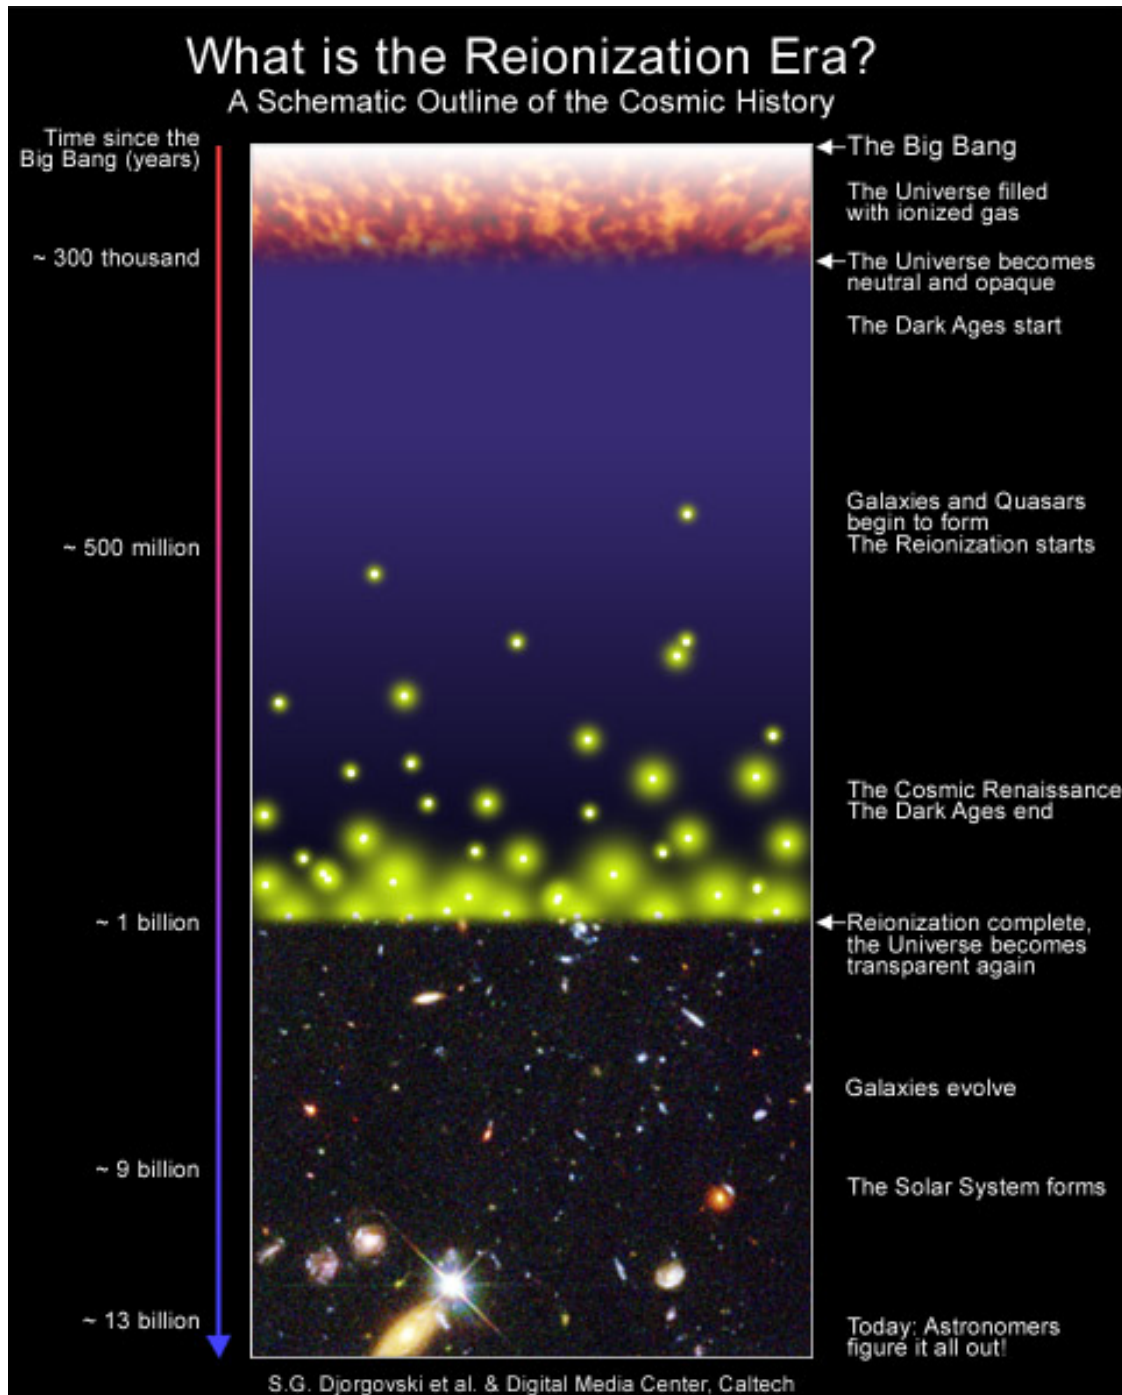 What is the Reionization Era?
A Schematic Outline of the Cosmic History
Time since the
Big Bang (years)
The Big Bang
The Universe filled
with ionized gas
~ 300 thousand
The Universe becomes
neutral and opaque
The Dark Ages start
Galaxies and Quasars
begin to form
~ 500 million
The Reionization starts
The Cosmic Renaissance
The Dark Ages end
~ 1 billion
Reionization complete,
the Universe becomes
transparent again
Galaxies evolve
~ 9 billion
The Solar System forms
~ 13 billion
Today: Astronomers
figure it all out!
S.G. Djorgovski et al. & Digital Media Center, Caltech